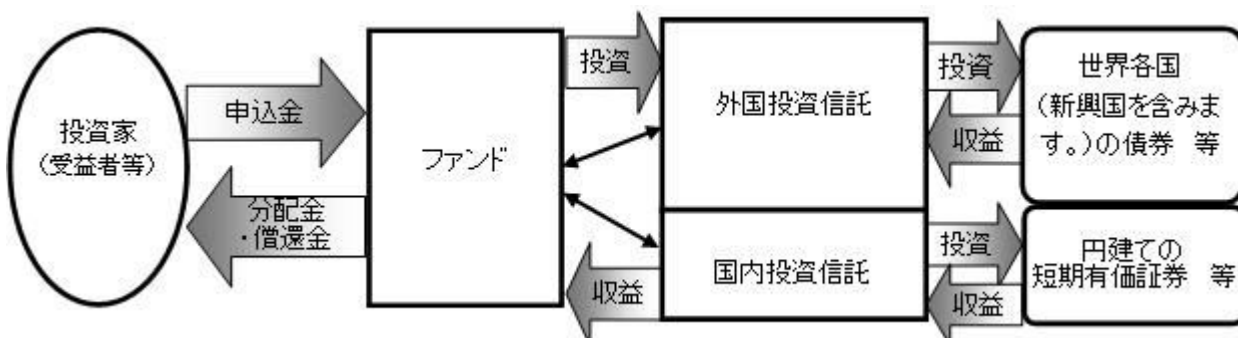 投資家
(受益者等)
申込金
分配金
・償還金
ファンド
投資
収益
外国投資信託
国内投資信託
投資
収益
投資
収益
世界各国
(新興国を含みま
す。)の債券 等
円建ての
短期有価証券 等